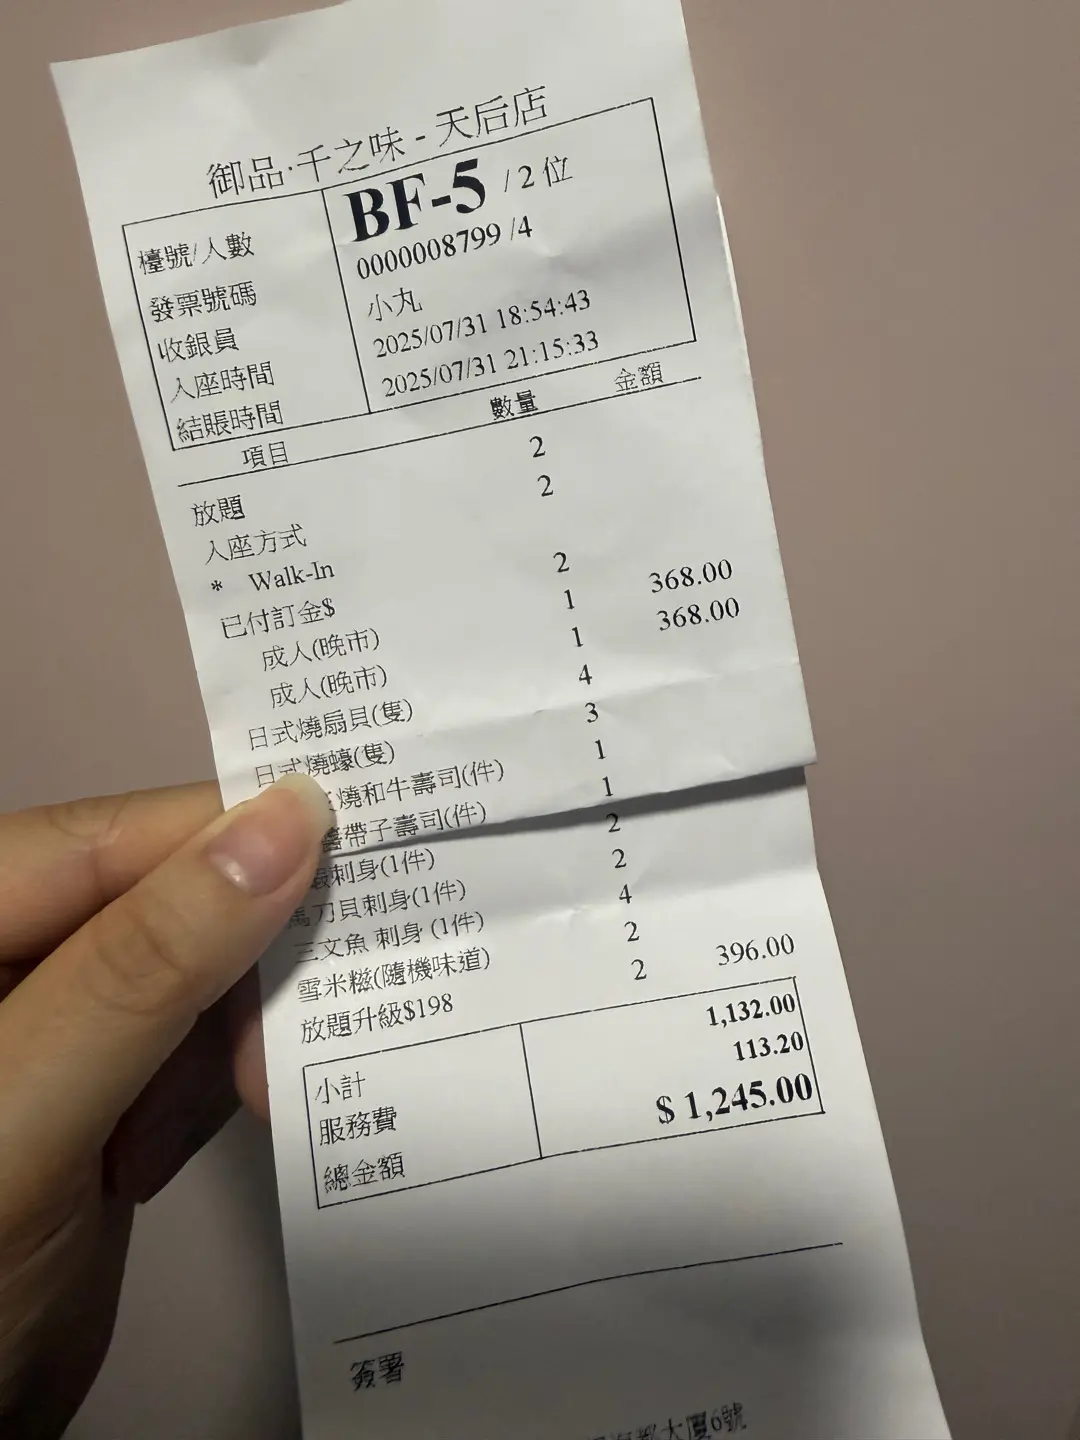 御品·千之味 - 天后店
檯號/人數 BF-5 /2 位
發票號碼 0000008799 /4
收銀員 小丸
入座時間 2025/07/31 18:54:43
結賬時間 2025/07/31 21:15:33
項目 數量 金額
放題 2
入座方式 2
* Walk-In
已付訂金$ 2
成人(晚市) 1 368.00
成人(晚市) 1 368.00
日式燒扇貝(隻) 4
日式燒蠔(隻) 3
燒和牛壽司(件) 1
醬帶子壽司(件) 1
刺身(1件) 2
馬刀貝刺身(1件) 2
三文魚 刺身 (1件) 4
雪米糍(隨機味道) 2
放題升級$198 2 396.00
小計 1,132.00
服務費 113.20
總金額 $ 1,245.00
簽署
大廈6號